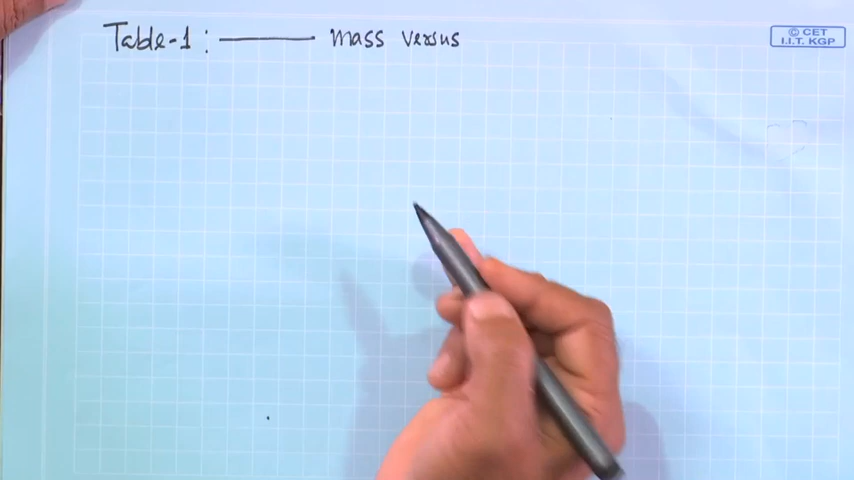 Table-1: ——— mass versus
© CET
I.I.T. KGP